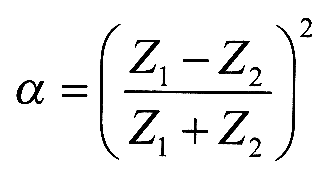 α = ( (Z₁ − Z₂) / (Z₁ + Z₂) )²